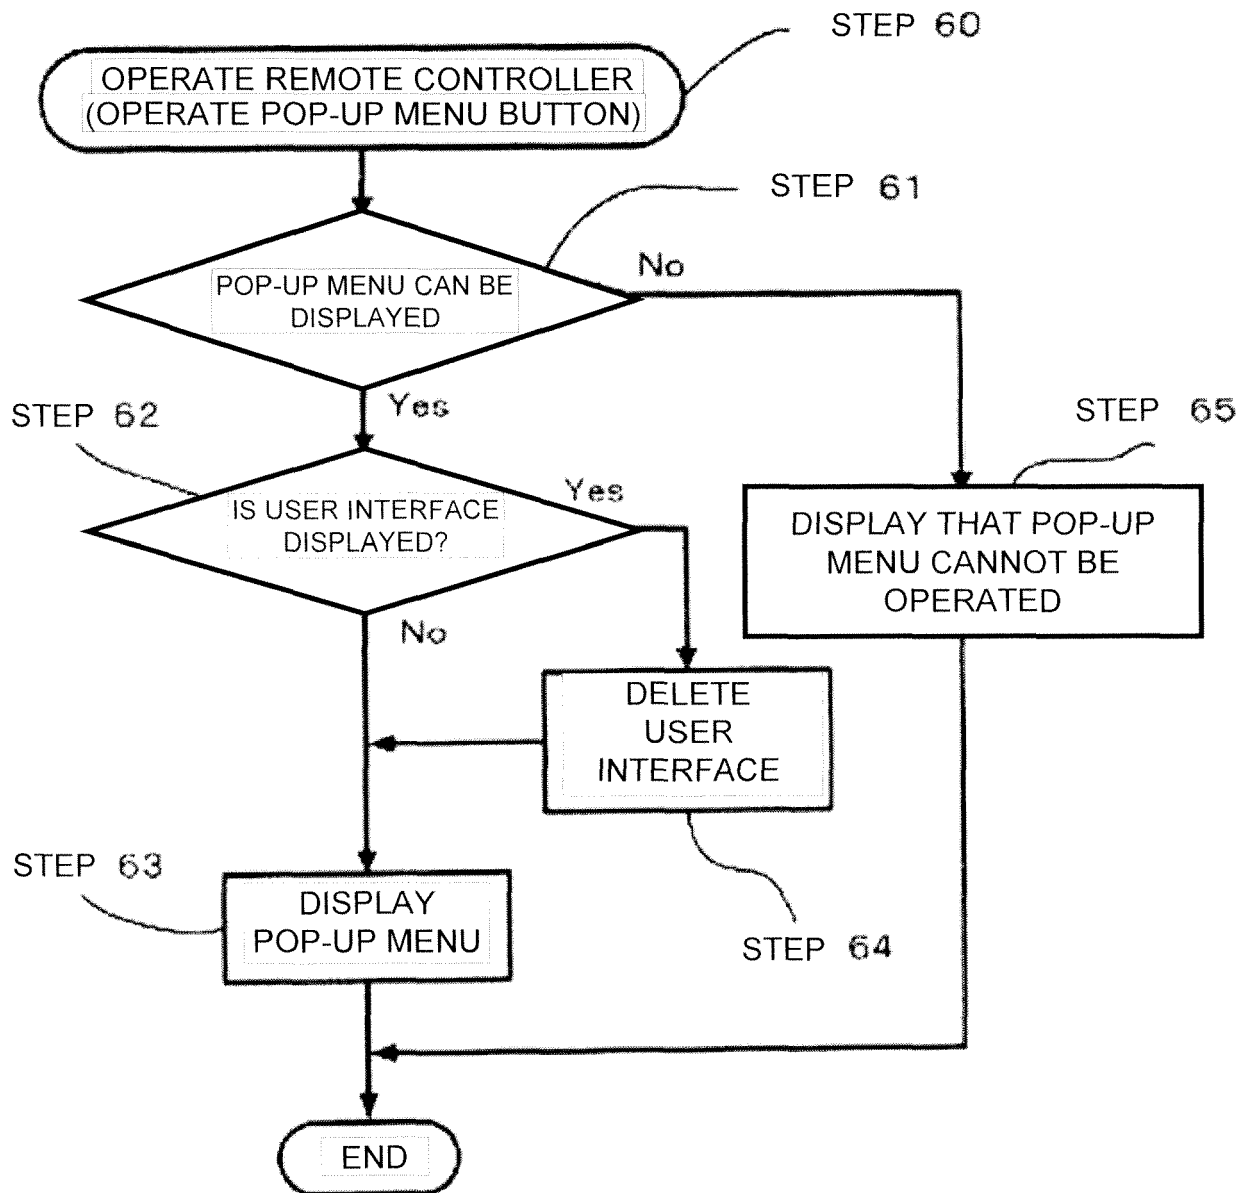 STEP 60
OPERATE REMOTE CONTROLLER
(OPERATE POP-UP MENU BUTTON)
STEP 61
No
POP-UP MENU CAN BE
DISPLAYED
Yes
STEP 62
STEP 65
Yes
IS USER INTERFACE
DISPLAYED?
DISPLAY THAT POP-UP
MENU CANNOT BE
OPERATED
No
DELETE
USER
INTERFACE
STEP 63
DISPLAY
POP-UP MENU
STEP 64
END